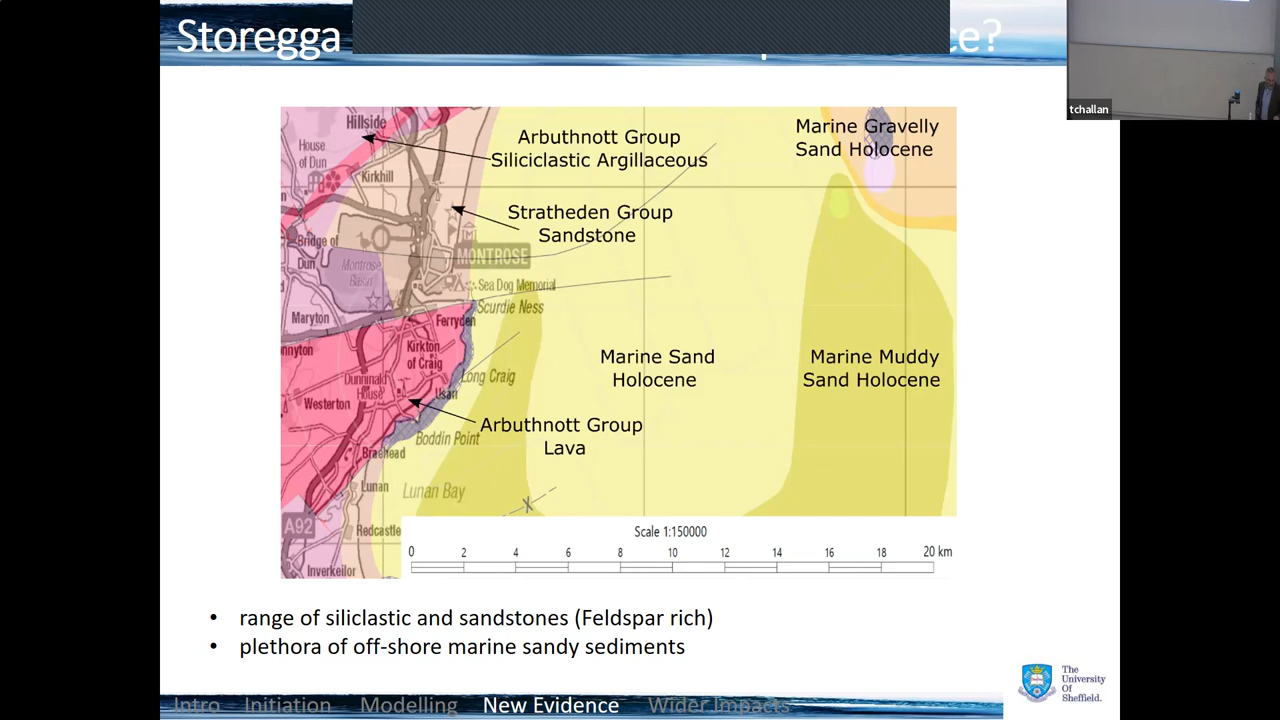 Storegga
?
tchallan
Hillside
House
of Dun
Kirkhill
Bridge of
Dun
Montrose
Basin
MONTROSE
Sea Dog Memorial
Scurdie Ness
Maryton
Ferryden
nnyton
Kirkton
of Craig
Dunninald
House
Long Craig
Usan
Westerton
Boddin Point
Braehead
Lunan
Lunan Bay
A92
Redcastle
Inverkeilor
Arbuthnott Group
Siliciclastic Argillaceous
Marine Gravelly
Sand Holocene
Stratheden Group
Sandstone
Marine Sand
Holocene
Marine Muddy
Sand Holocene
Arbuthnott Group
Lava
Scale 1:150000
0 2 4 6 8 10 12 14 16 18 20 km
• range of siliclastic and sandstones (Feldspar rich)
• plethora of off-shore marine sandy sediments
Intro Initiation Modelling New Evidence Wider Impacts
The
University
Of
Sheffield.